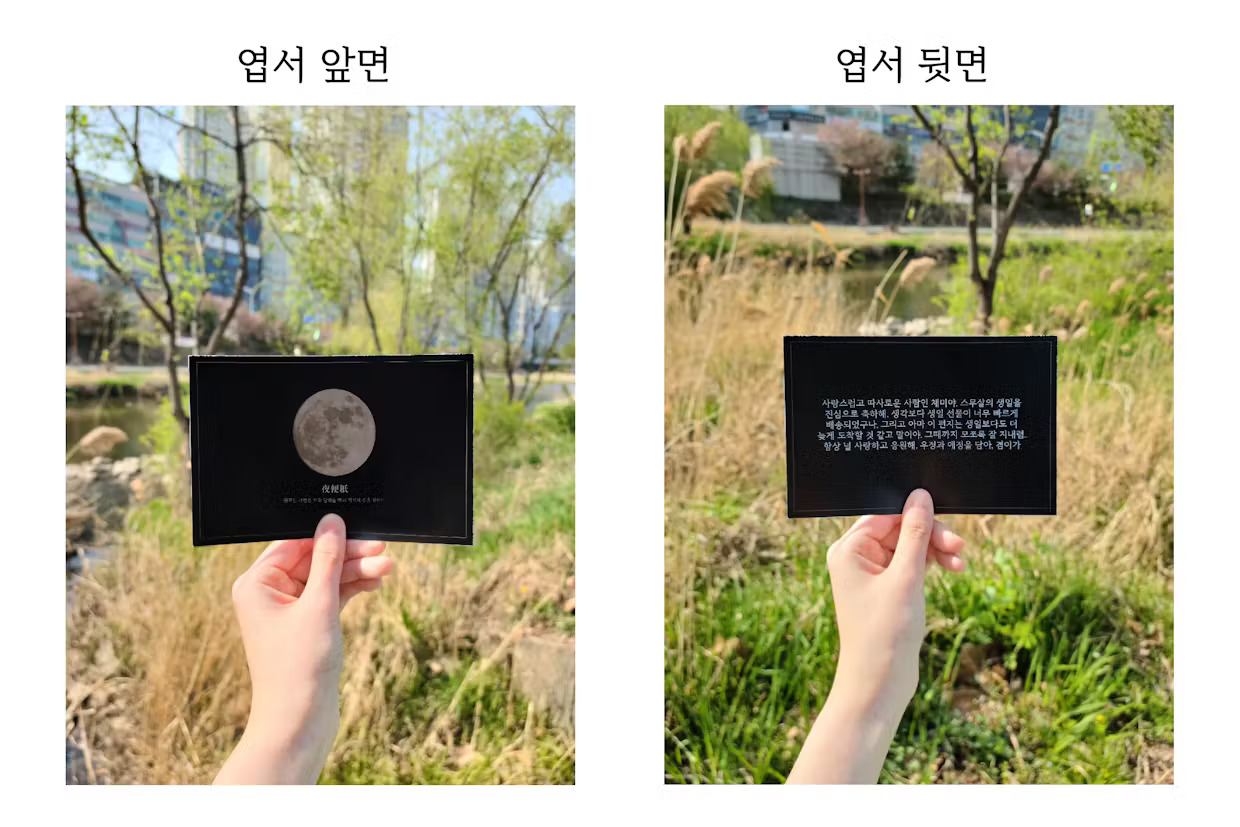 엽서 앞면
엽서 뒷면
夜便紙
사랑스럽고 따사로운 사람인 체미야, 스무살의 생일을
진심으로 축하해. 생각보다 생일 선물이 너무 빠르게
배송되었구나. 그리고 아마 이 편지는 생일보다도 더
늦게 도착할 것 같고 말이야. 그때까지 모쪼록 잘 지내렴.
항상 널 사랑하고 응원해. 우정과 애정을 담아, 겸이가